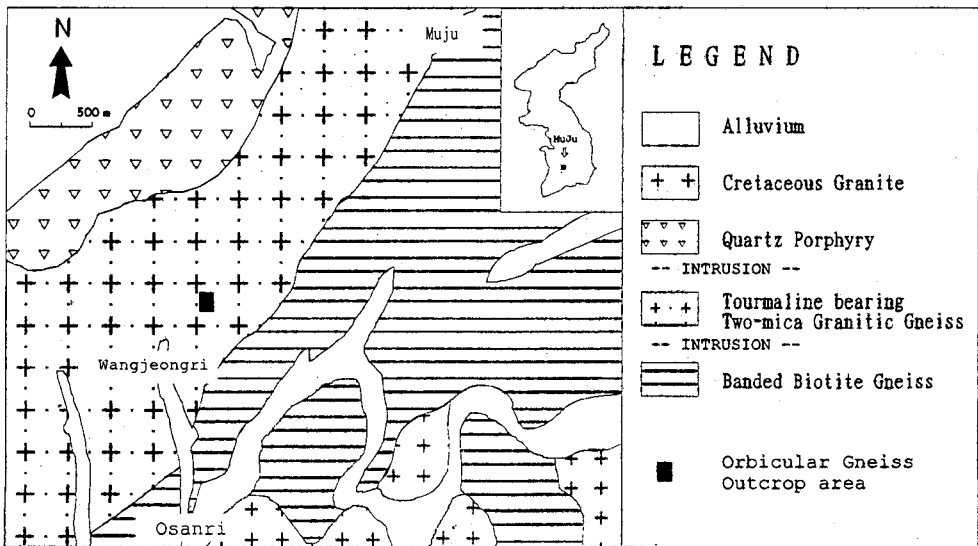 N
0 500 m
Muju
MuJu
Wangjeongri
Osanri
LEGEND
Alluvium
Cretaceous Granite
Quartz Porphyry
-- INTRUSION --
Tourmaline bearing
Two-mica Granitic Gneiss
-- INTRUSION --
Banded Biotite Gneiss
Orbicular Gneiss
Outcrop area